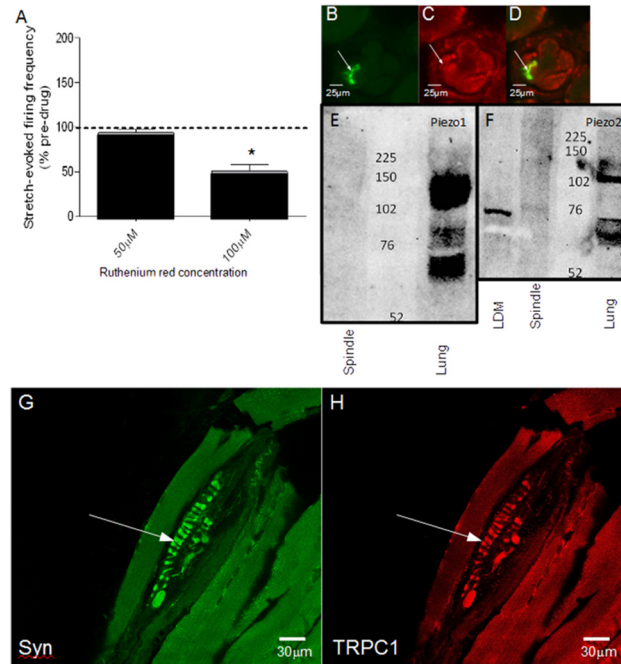 A
200
150
100
50
0
Stretch-evoked firing frequency
(% pre-drug)
*
50µM
100µM
Ruthenium red concentration
B
25µm
C
25µm
D
25µm
E
Piezo1
225
150
102
76
52
Spindle
Lung
F
Piezo2
225
150
102
76
52
LDM
Spindle
Lung
G
Syn
30µm
H
TRPC1
30µm